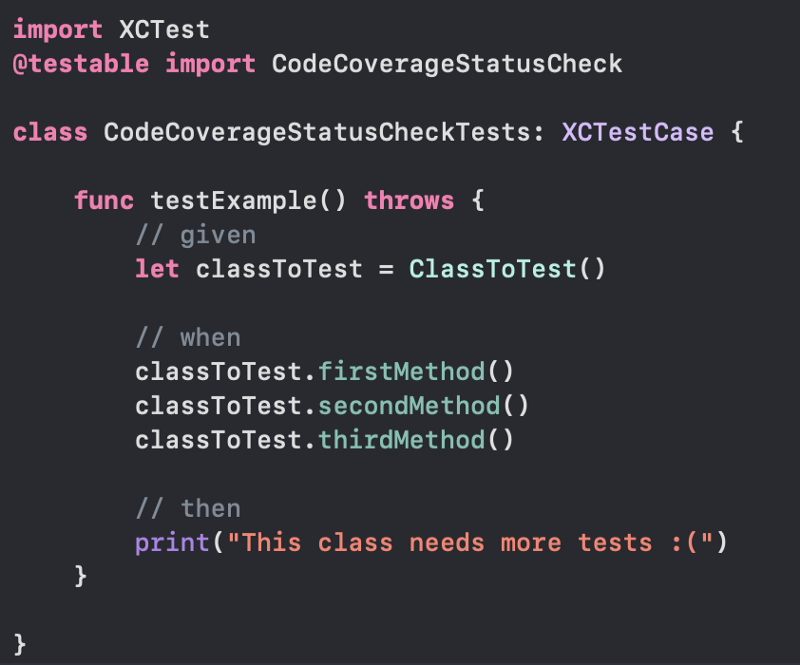 import XCTest
@testable import CodeCoverageStatusCheck
class CodeCoverageStatusCheckTests: XCTestCase {
func testExample() throws {
// given
let classToTest = ClassToTest()
// when
classToTest.firstMethod()
classToTest.secondMethod()
classToTest.thirdMethod()
// then
print("This class needs more tests :(")
}
}